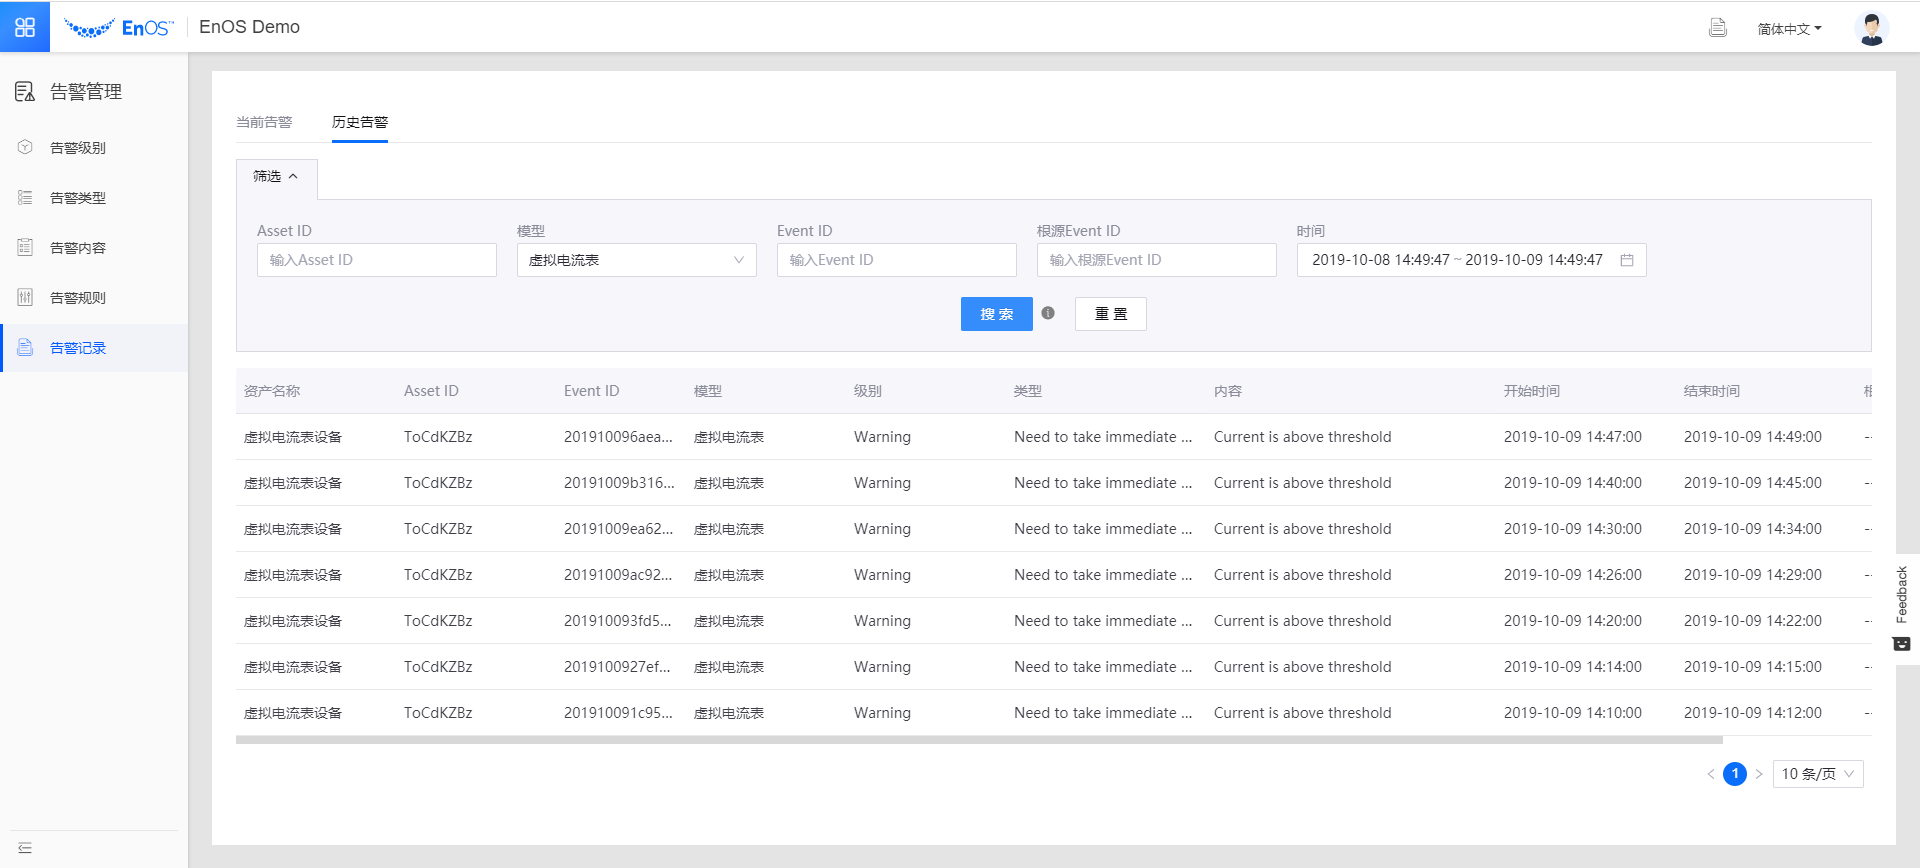 EnOS™ EnOS Demo 简体中文
告警管理
告警级别
告警类型
告警内容
告警规则
告警记录
当前告警 历史告警
筛选
Asset ID 模型 Event ID 根源Event ID 时间
输入Asset ID 虚拟电流表 输入Event ID 输入根源Event ID 2019-10-08 14:49:47 ~ 2019-10-09 14:49:47
搜 索 重 置
资产名称 Asset ID Event ID 模型 级别 类型 内容 开始时间 结束时间
虚拟电流表设备 ToCdKZBz 201910096aea... 虚拟电流表 Warning Need to take immediate ... Current is above threshold 2019-10-09 14:47:00 2019-10-09 14:49:00 --
虚拟电流表设备 ToCdKZBz 20191009b316... 虚拟电流表 Warning Need to take immediate ... Current is above threshold 2019-10-09 14:40:00 2019-10-09 14:45:00 --
虚拟电流表设备 ToCdKZBz 20191009ea62... 虚拟电流表 Warning Need to take immediate ... Current is above threshold 2019-10-09 14:30:00 2019-10-09 14:34:00 --
虚拟电流表设备 ToCdKZBz 20191009ac92... 虚拟电流表 Warning Need to take immediate ... Current is above threshold 2019-10-09 14:26:00 2019-10-09 14:29:00 --
虚拟电流表设备 ToCdKZBz 201910093fd5... 虚拟电流表 Warning Need to take immediate ... Current is above threshold 2019-10-09 14:20:00 2019-10-09 14:22:00 --
虚拟电流表设备 ToCdKZBz 2019100927ef... 虚拟电流表 Warning Need to take immediate ... Current is above threshold 2019-10-09 14:14:00 2019-10-09 14:15:00 --
虚拟电流表设备 ToCdKZBz 201910091c95... 虚拟电流表 Warning Need to take immediate ... Current is above threshold 2019-10-09 14:10:00 2019-10-09 14:12:00 --
1 10 条/页
Feedback